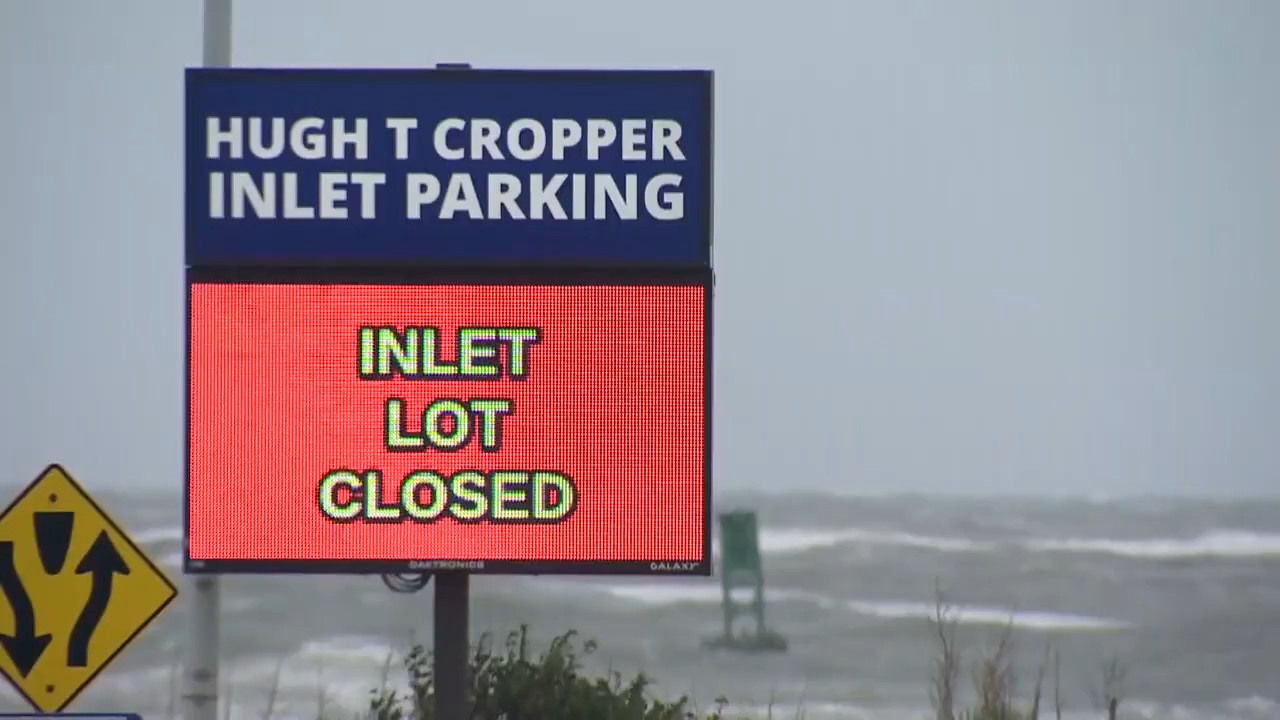 HUGH T CROPPER
INLET PARKING
INLET
LOT
CLOSED
DAKTRONICS
GALAXY